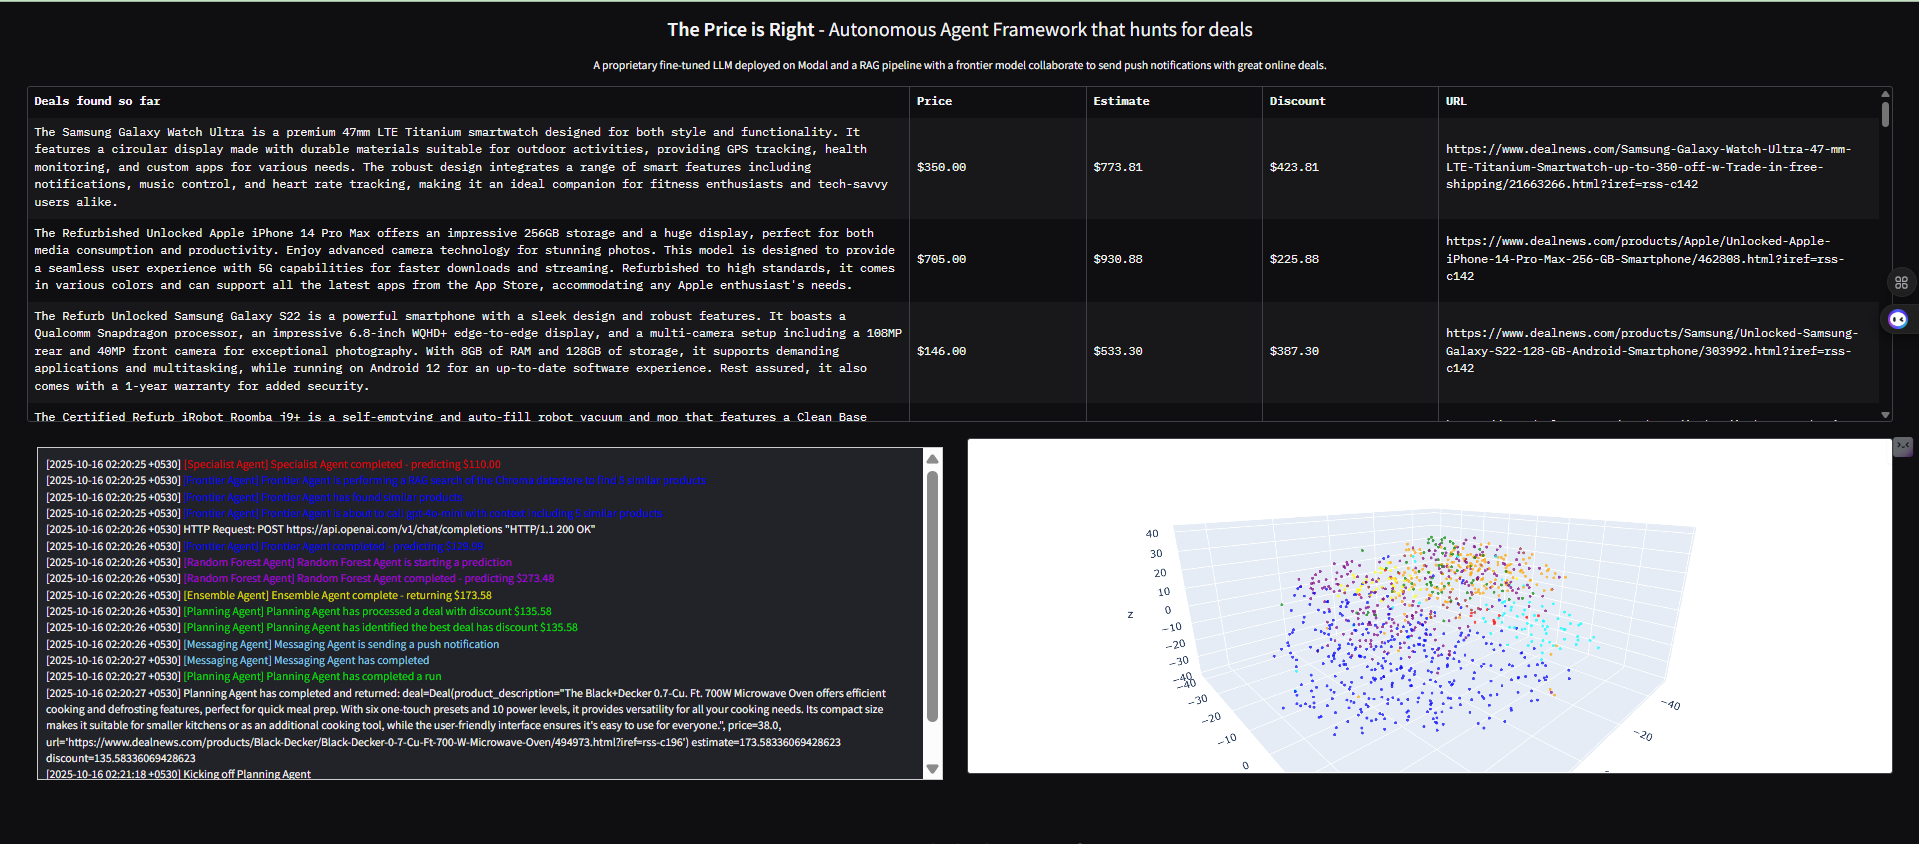 The Price is Right - Autonomous Agent Framework that hunts for deals
A proprietary fine-tuned LLM deployed on Modal and a RAG pipeline with a frontier model collaborate to send push notifications with great online deals.
Deals found so far Price Estimate Discount URL
The Samsung Galaxy Watch Ultra is a premium 47mm LTE Titanium smartwatch designed for both style and functionality. It
features a circular display made with durable materials suitable for outdoor activities, providing GPS tracking, health
monitoring, and custom apps for various needs. The robust design integrates a range of smart features including
notifications, music control, and heart rate tracking, making it an ideal companion for fitness enthusiasts and tech-savvy
users alike.
$350.00
$773.81
$423.81
https://www.dealnews.com/Samsung-Galaxy-Watch-Ultra-47-mm-
LTE-Titanium-Smartwatch-up-to-350-off-w-Trade-in-free-
shipping/21663266.html?iref=rss-c142
The Refurbished Unlocked Apple iPhone 14 Pro Max offers an impressive 256GB storage and a huge display, perfect for both
media consumption and productivity. Enjoy advanced camera technology for stunning photos. This model is designed to provide
a seamless user experience with 5G capabilities for faster downloads and streaming. Refurbished to high standards, it comes
in various colors and can support all the latest apps from the App Store, accommodating any Apple enthusiast's needs.
$705.00
$930.88
$225.88
https://www.dealnews.com/products/Apple/Unlocked-Apple-
iPhone-14-Pro-Max-256-GB-Smartphone/462808.html?iref=rss-
c142
The Refurb Unlocked Samsung Galaxy S22 is a powerful smartphone with a sleek design and robust features. It boasts a
Qualcomm Snapdragon processor, an impressive 6.8-inch WQHD+ edge-to-edge display, and a multi-camera setup including a 108MP
rear and 40MP front camera for exceptional photography. With 8GB of RAM and 128GB of storage, it supports demanding
applications and multitasking, while running on Android 12 for an up-to-date software experience. Rest assured, it also
comes with a 1-year warranty for added security.
$146.00
$533.30
$387.30
https://www.dealnews.com/products/Samsung/Unlocked-Samsung-
Galaxy-S22-128-GB-Android-Smartphone/303992.html?iref=rss-
c142
The Certified Refurb iRobot Roomba j9+ is a self-emptying and auto-fill robot vacuum and mop that features a Clean Base
[2025-10-16 02:20:25 +0530] [Specialist Agent] Specialist Agent completed - predicting $110.00
[2025-10-16 02:20:25 +0530] [Frontier Agent] Frontier Agent is performing a RAG search of the Chroma datastore to find 5 similar products
[2025-10-16 02:20:25 +0530] [Frontier Agent] Frontier Agent has found similar products
[2025-10-16 02:20:25 +0530] [Frontier Agent] Frontier Agent is about to call gpt-4o-mini with context including 5 similar products
[2025-10-16 02:20:26 +0530] HTTP Request: POST https://api.openai.com/v1/chat/completions "HTTP/1.1 200 OK"
[2025-10-16 02:20:26 +0530] [Frontier Agent] Frontier Agent completed - predicting
[2025-10-16 02:20:26 +0530] [Random Forest Agent] Random Forest Agent is starting a prediction
[2025-10-16 02:20:26 +0530] [Random Forest Agent] Random Forest Agent completed - predicting $273.48
[2025-10-16 02:20:26 +0530] [Ensemble Agent] Ensemble Agent complete - returning $173.58
[2025-10-16 02:20:26 +0530] [Planning Agent] Planning Agent has processed a deal with discount $135.58
[2025-10-16 02:20:26 +0530] [Planning Agent] Planning Agent has identified the best deal has discount $135.58
[2025-10-16 02:20:26 +0530] [Messaging Agent] Messaging Agent is sending a push notification
[2025-10-16 02:20:27 +0530] [Messaging Agent] Messaging Agent has completed
[2025-10-16 02:20:27 +0530] [Planning Agent] Planning Agent has completed a run
[2025-10-16 02:20:27 +0530] Planning Agent has completed and returned: deal=Deal(product_description="The Black+Decker 0.7-Cu. Ft. 700W Microwave Oven offers efficient
cooking and defrosting features, perfect for quick meal prep. With six one-touch presets and 10 power levels, it provides versatility for all your cooking needs. Its compact size
makes it suitable for smaller kitchens or as an additional cooking tool, while the user-friendly interface ensures it's easy to use for everyone.", price=38.0,
url='https://www.dealnews.com/products/Black-Decker/Black-Decker-0-7-Cu-Ft-700-W-Microwave-Oven/494973.html?iref=rss-c196') estimate=173.58336069428623
discount=135.58336069428623
[2025-10-16 02:21:18 +0530] Kicking off Planning Agent
40
30
20
10
0
−10
−20
−30
−40
z
−40
−30
−20
−10
0
−40
−20